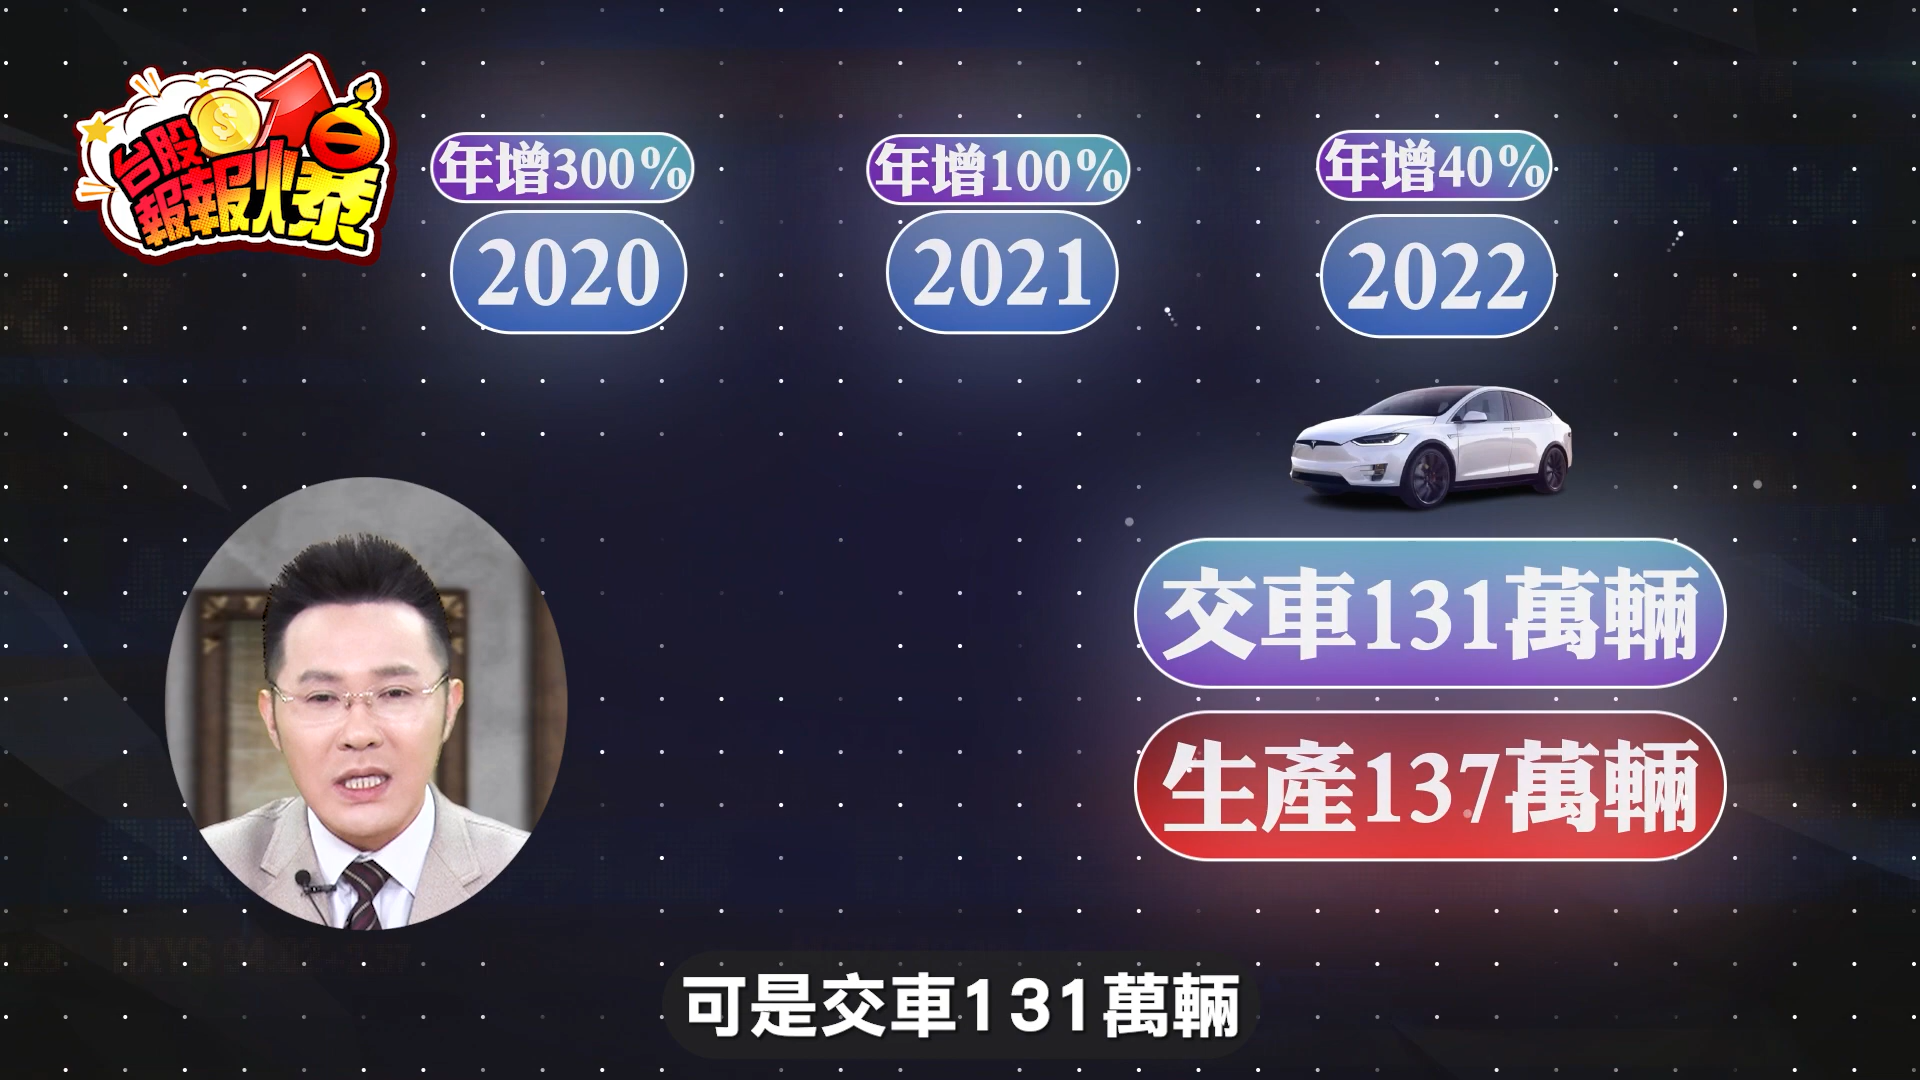 台股
報報爆
年增300%
年增100%
年增40%
2020
2021
2022
交車131萬輛
生產137萬輛
可是交車131萬輛